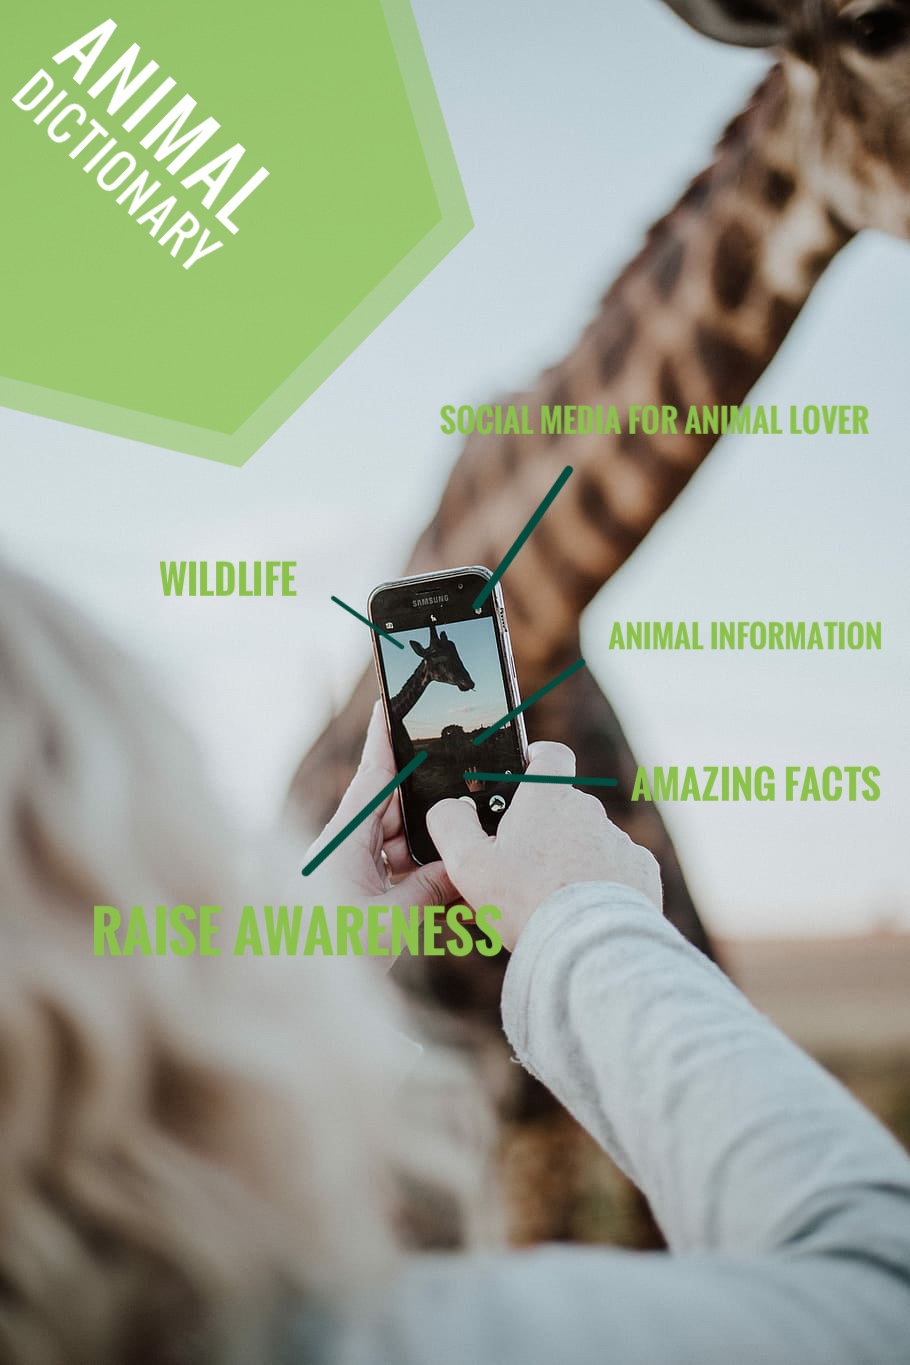 ANIMAL
DICTIONARY
SOCIAL MEDIA FOR ANIMAL LOVER
WILDLIFE
SAMSUNG
ANIMAL INFORMATION
AMAZING FACTS
RAISE AWARENESS